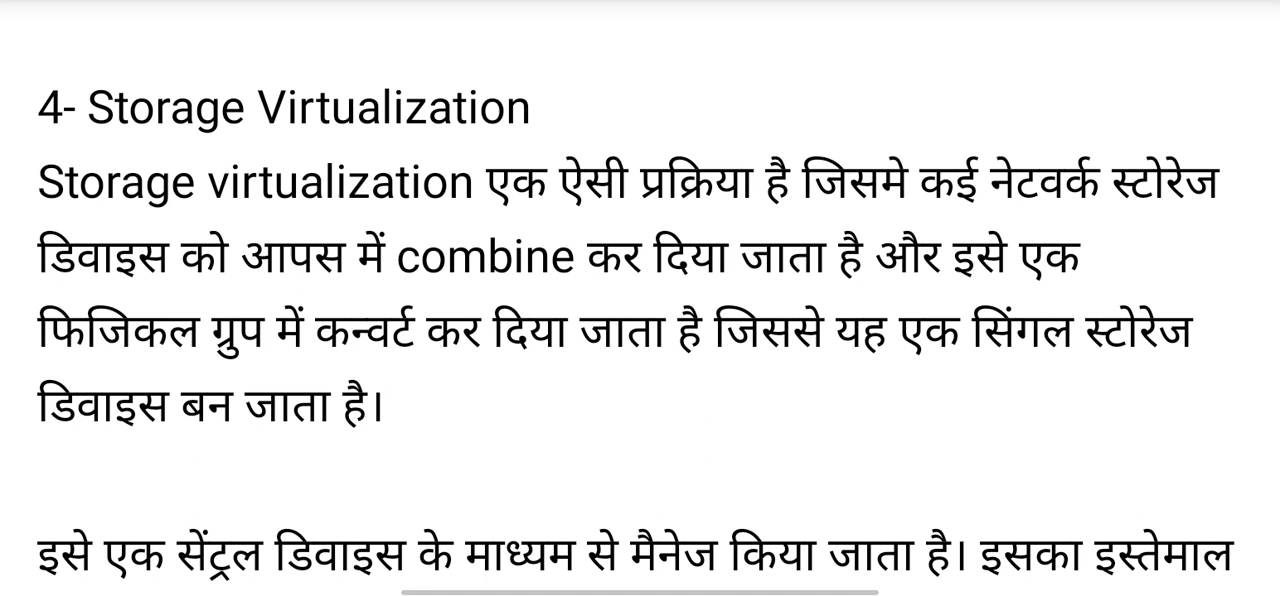 4- Storage Virtualization
Storage virtualization एक ऐसी प्रक्रिया है जिसमे कई नेटवर्क स्टोरेज
डिवाइस को आपस में combine कर दिया जाता है और इसे एक
फिजिकल ग्रुप में कन्वर्ट कर दिया जाता है जिससे यह एक सिंगल स्टोरेज
डिवाइस बन जाता है।
इसे एक सेंट्रल डिवाइस के माध्यम से मैनेज किया जाता है। इसका इस्तेमाल